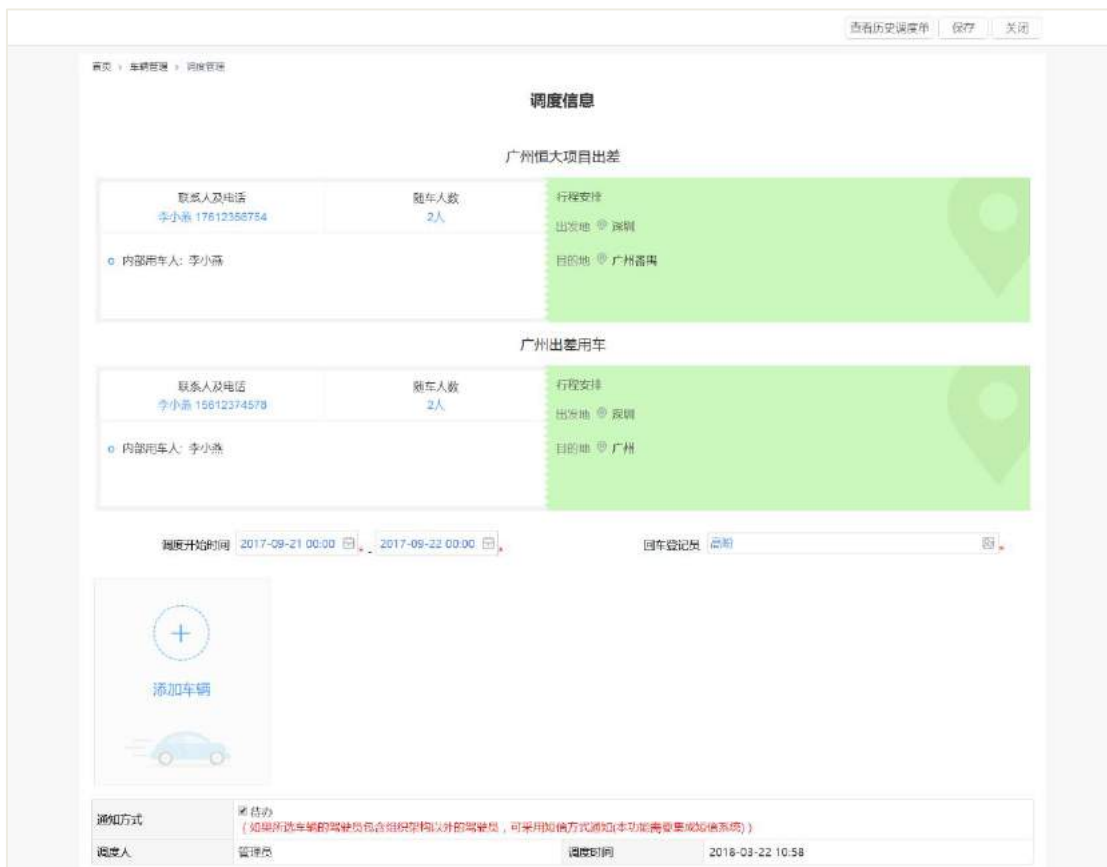 查看历史调度单 保存 关闭
首页 › 车辆管理 › 调度管理
调度信息
广州恒大项目出差
联系人及电话 随车人数 行程安排
李小燕 17612358754 2人
出发地 深圳
内部用车人: 李小燕 目的地 广州番禺
广州出差用车
联系人及电话 随车人数 行程安排
李小燕 15612374578 2人
出发地 深圳
内部用车人: 李小燕 目的地 广州
调度开始时间 2017-09-21 00:00 * - 2017-09-22 00:00 * 回车登记员 *
添加车辆
通知方式 待办
(如果所选车辆的驾驶员包含组织架构以外的驾驶员，可采用短信方式通知(本功能需要集成短信系统))
调度人 管理员 调度时间 2018-03-22 10:58